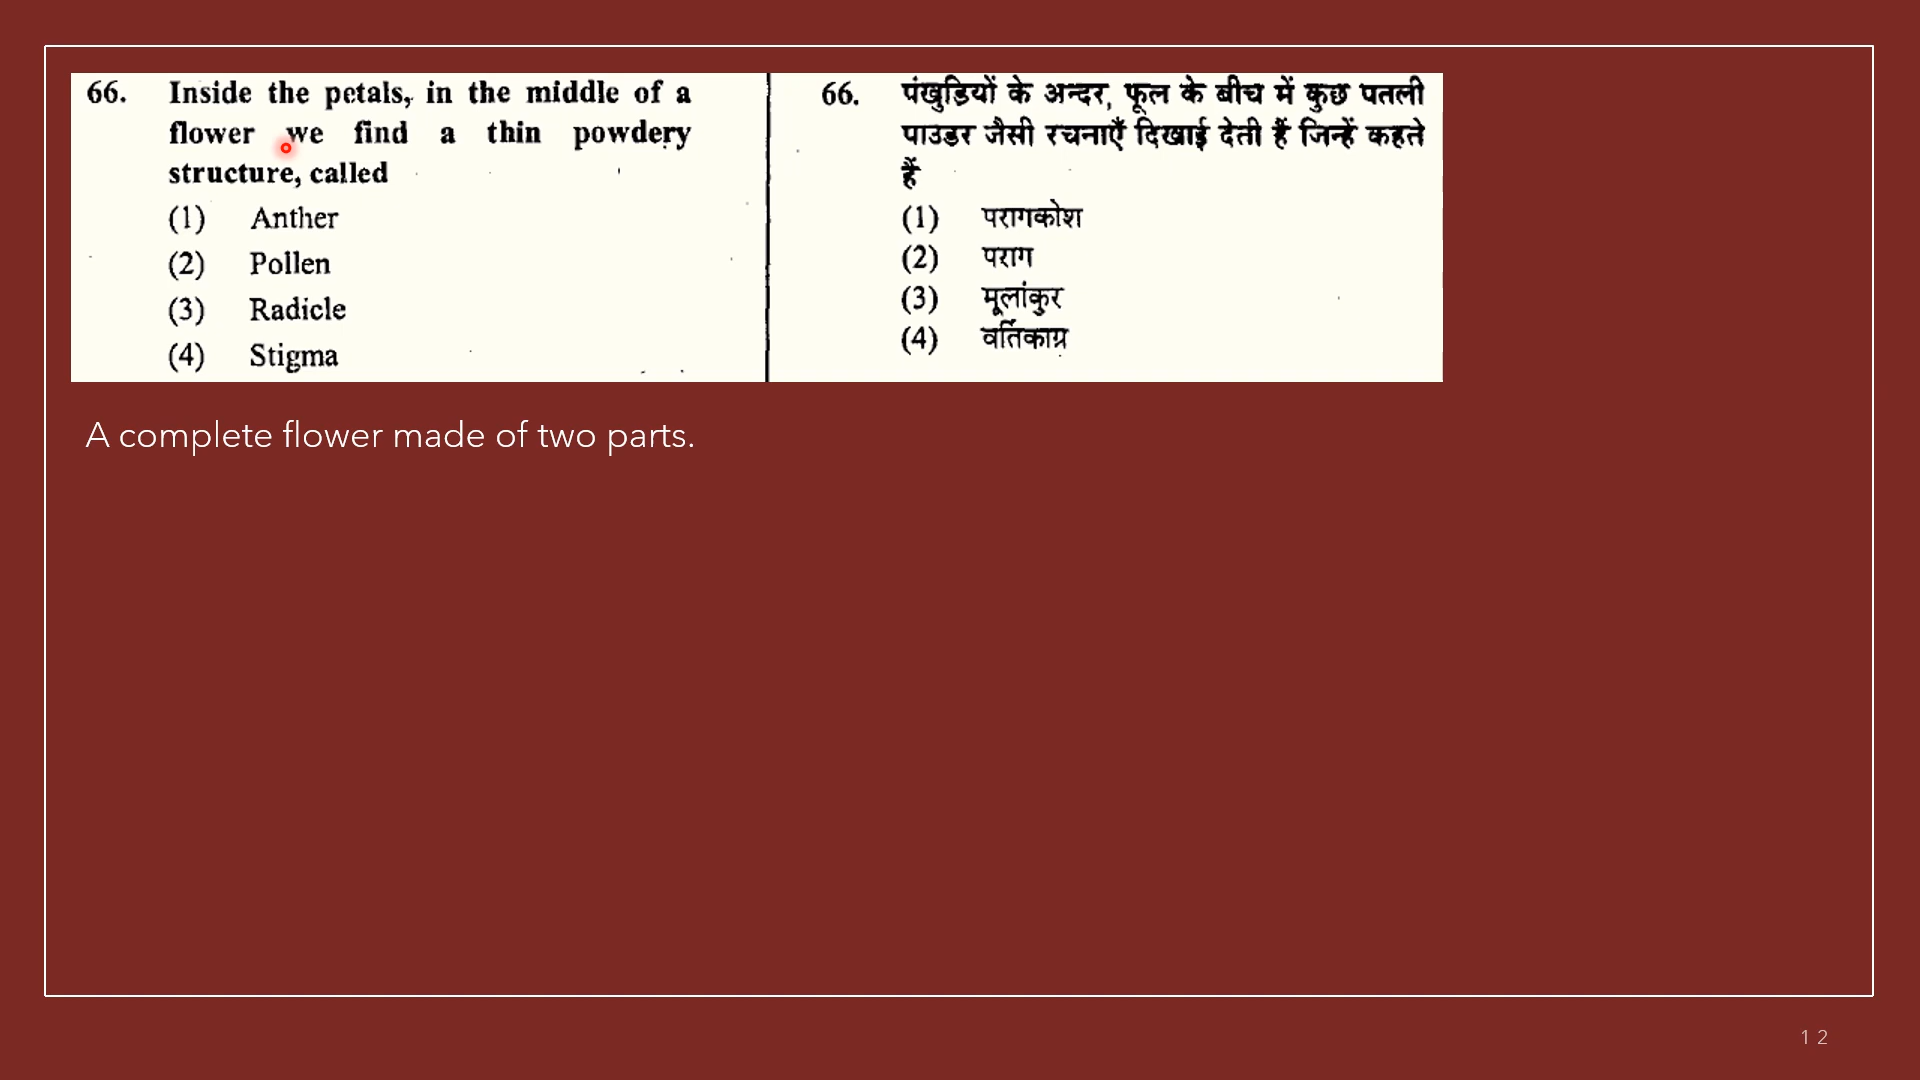 66. Inside the petals, in the middle of a
flower we find a thin powdery
structure, called
(1) Anther
(2) Pollen
(3) Radicle
(4) Stigma
66. पंखुडियों के अन्दर, फूल के बीच में कुछ पतली
पाउडर जैसी रचनाएँ दिखाई देती हैं जिन्हें कहते
हैं
(1) परागकोश
(2) पराग
(3) मूलांकुर
(4) वर्तिकाग्र
A complete flower made of two parts.
12